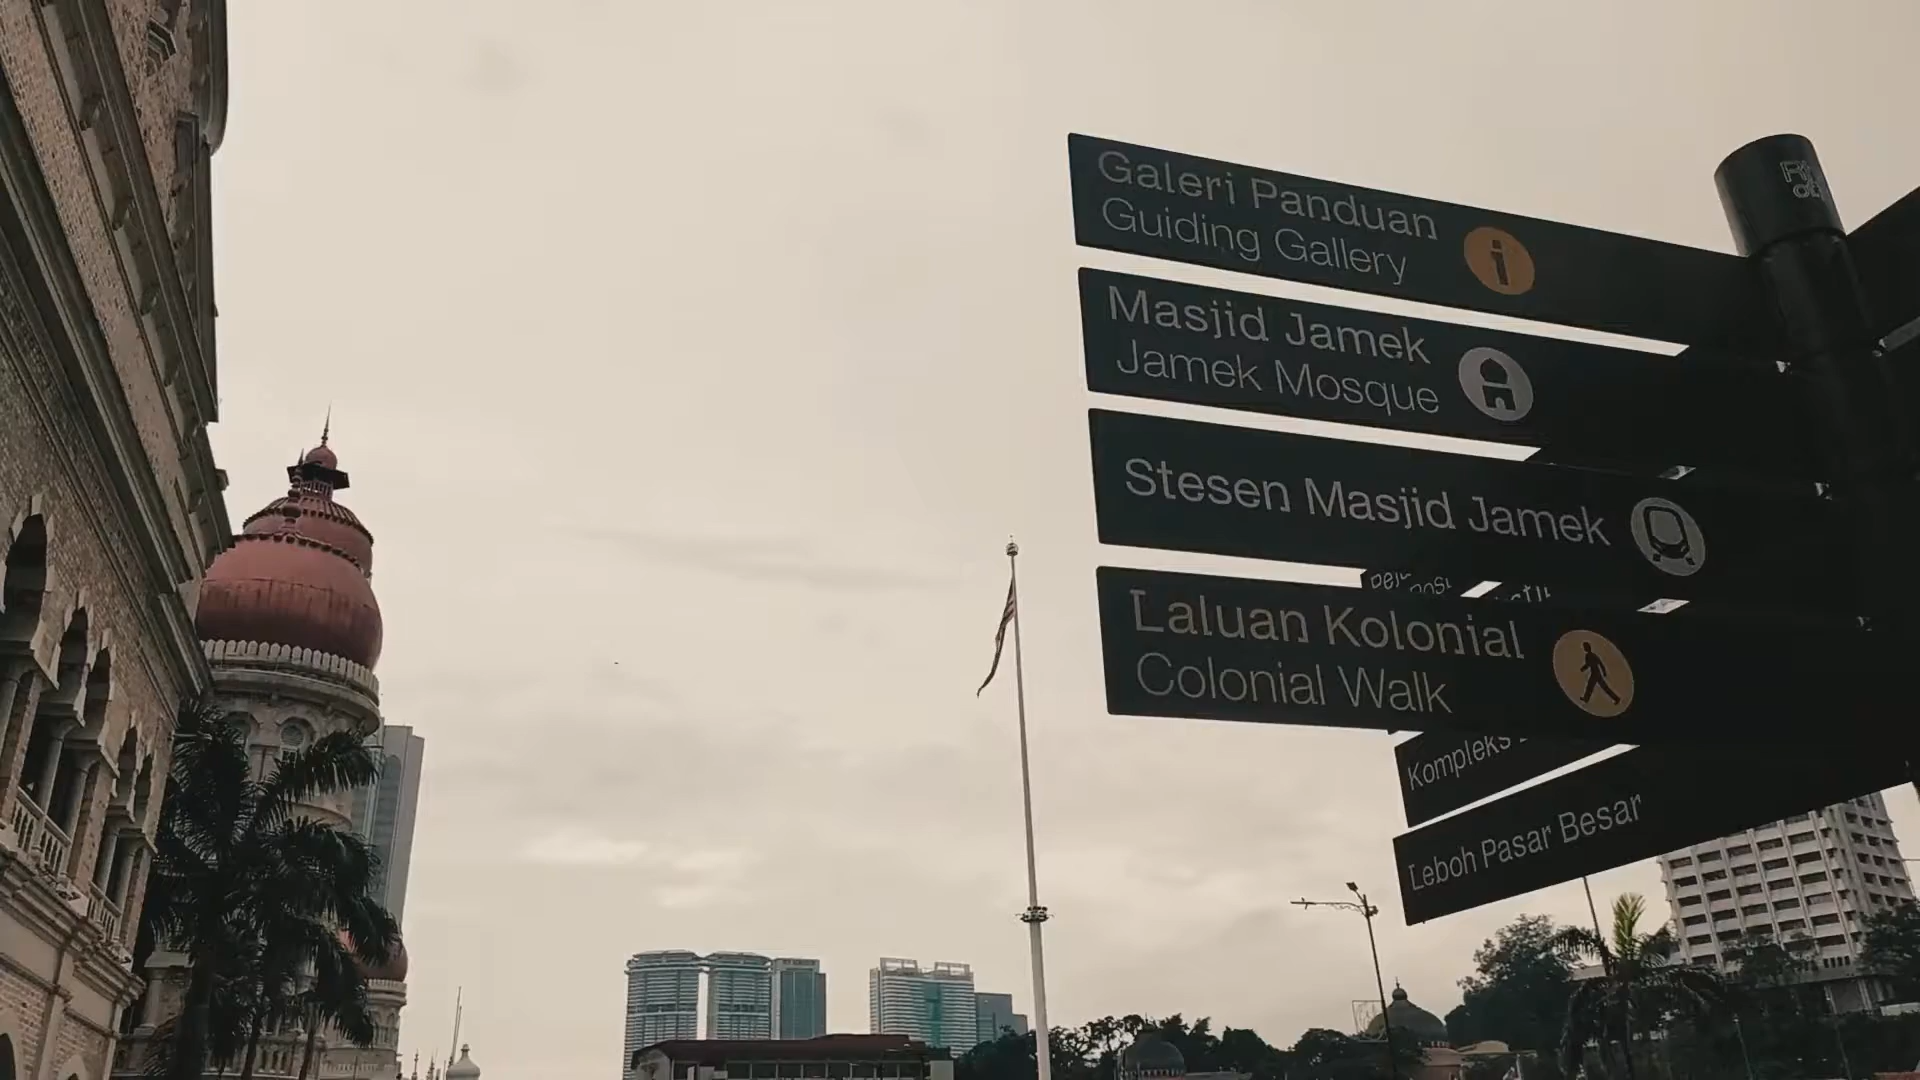 Galeri Panduan
Guiding Gallery
Masjid Jamek
Jamek Mosque
Stesen Masjid Jamek
Laluan Kolonial
Colonial Walk
Kompleks
Leboh Pasar Besar